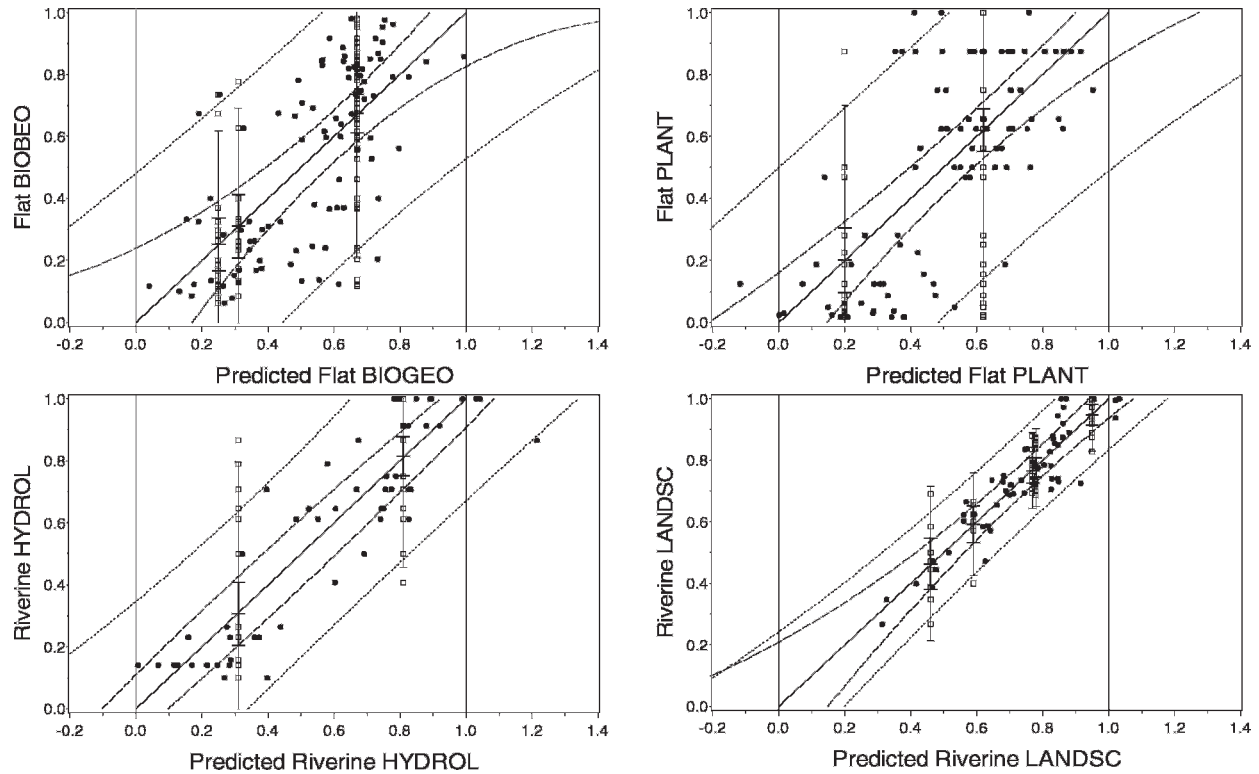 Flat BIOBEO
1.0
0.8
0.6
0.4
0.2
0.0
-0.2 0.0 0.2 0.4 0.6 0.8 1.0 1.2 1.4
Predicted Flat BIOGEO
Flat PLANT
1.0
0.8
0.6
0.4
0.2
0.0
-0.2 0.0 0.2 0.4 0.6 0.8 1.0 1.2 1.4
Predicted Flat PLANT
Riverine HYDROL
1.0
0.8
0.6
0.4
0.2
0.0
-0.2 0.0 0.2 0.4 0.6 0.8 1.0 1.2 1.4
Predicted Riverine HYDROL
Riverine LANDSC
1.0
0.8
0.6
0.4
0.2
0.0
-0.2 0.0 0.2 0.4 0.6 0.8 1.0 1.2 1.4
Predicted Riverine LANDSC